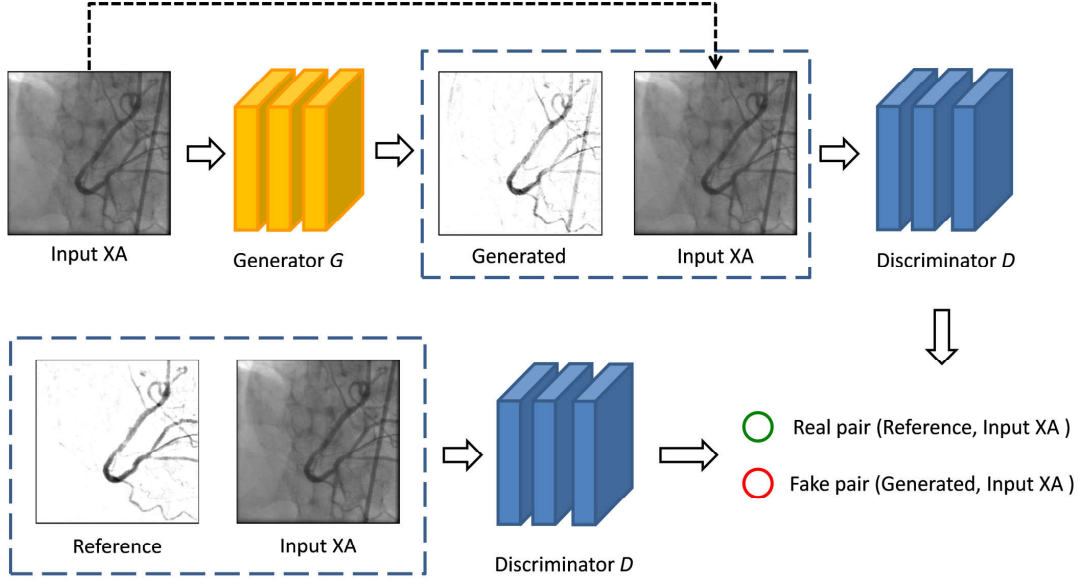 Input XA
Generator G
Generated
Input XA
Discriminator D
Reference
Input XA
Discriminator D
Real pair (Reference, Input XA )
Fake pair (Generated, Input XA )